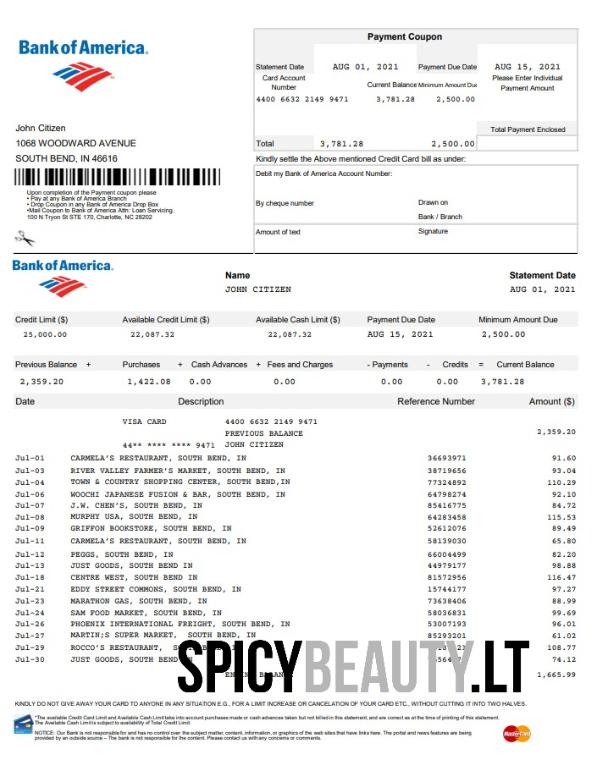 Bank of America.
Payment Coupon
Statement Date AUG 01, 2021 Payment Due Date AUG 15, 2021
Card Account Number Current Balance Minimum Amount Due Please Enter Individual Payment Amount
4400 6632 2149 9471 3,781.28 2,500.00
Total Payment Enclosed
Total 3,781.28 2,500.00
John Citizen
1068 WOODWARD AVENUE
SOUTH BEND, IN 46616
Upon completion of the Payment coupon please
• Pay at any Bank of America Branch
• Drop Coupon in any Bank of America Drop Box
•Mail Coupon to Bank of America Attn: Loan Servicing.
100 N Tryon St STE 170, Charlotte, NC 28202
Kindly settle the Above mentioned Credit Card bill as under:
Debit my Bank of America Account Number:
By cheque number Drawn on
Bank / Branch
Amount of text Signature
Bank of America.
Name Statement Date
JOHN CITIZEN AUG 01, 2021
Credit Limit ($) Available Credit Limit ($) Available Cash Limit ($) Payment Due Date Minimum Amount Due
25,000.00 22,087.32 22,087.32 AUG 15, 2021 2,500.00
Previous Balance + Purchases + Cash Advances + Fees and Charges - Payments - Credits = Current Balance
2,359.20 1,422.08 0.00 0.00 0.00 0.00 3,781.28
Date Description Reference Number Amount ($)
VISA CARD 4400 6632 2149 9471
PREVIOUS BALANCE 2,359.20
44** **** **** 9471 JOHN CITIZEN
Jul-01 CARMELA'S RESTAURANT, SOUTH BEND, IN 36693971 91.60
Jul-03 RIVER VALLEY FARMER'S MARKET, SOUTH BEND, IN 38719656 93.04
Jul-04 TOWN & COUNTRY SHOPPING CENTER, SOUTH BEND,IN 77324892 110.29
Jul-06 WOOCHI JAPANESE FUSION & BAR, SOUTH BEND, IN 64798274 92.10
Jul-07 J.W. CHEN'S, SOUTH BEND, IN 85416775 84.72
Jul-08 MURPHY USA, SOUTH BEND, IN 64283458 115.53
Jul-09 GRIFFON BOOKSTORE, SOUTH BEND, IN 52612076 89.49
Jul-11 CARMELA'S RESTAURANT, SOUTH BEND, IN 58139030 65.80
Jul-12 PEGGS, SOUTH BEND, IN 66004499 82.20
Jul-13 JUST GOODS, SOUTH BEND IN 44979177 98.88
Jul-18 CENTRE WEST, SOUTH BEND, IN 81572956 116.47
Jul-21 EDDY STREET COMMONS, SOUTH BEND, IN 15744177 97.27
Jul-23 MARATHON GAS, SOUTH BEND, IN 73638406 88.99
Jul-24 SAM FOOD MARKET, SOUTH BEND, IN 58036831 99.69
Jul-26 PHOENIX INTERNATIONAL FREIGHT, SOUTH BEND, IN 53007193 96.01
Jul-27 MARTIN;S SUPER MARKET, SOUTH BEND, IN 85293201 61.02
Jul-29 ROCCO'S RESTAURANT, 108.77
Jul-30 JUST GOODS, SOUTH 74.12
1,665.99
SPICYBEAUTY.LT
KINDLY DO NOT GIVE AWAY YOUR CARD TO ANYONE IN ANY SITUATION E.G., FOR A LIMIT INCREASE OR CANCELATION OF YOUR CARD ETC., WITHOUT CUTTING IT INTO TWO HALVES.
*The available Credit Card Limit and Available Cash Limit take into account purchases made or cash advances taken but not billed in this statement, and are correct as at the time of printing of this statement.
The Available Cash Limit is subject to availability of Total Credit Limit
NOTICE: Our Bank is not responsible for and has no control over the subject matter, content, information, or graphics of the web sites that have links here. The portal and news features are being
provided by an outside source – The bank is not responsible for the content. Please contact us with any concerns or comments.
MasterCard